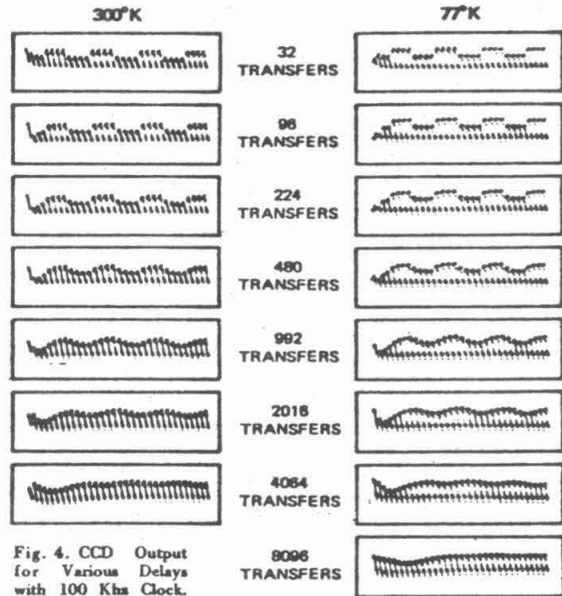 300°K
77°K
32
TRANSFERS
96
TRANSFERS
224
TRANSFERS
480
TRANSFERS
992
TRANSFERS
2016
TRANSFERS
4064
TRANSFERS
8096
TRANSFERS
Fig. 4. CCD Output
for Various Delays
with 100 Khs Clock.